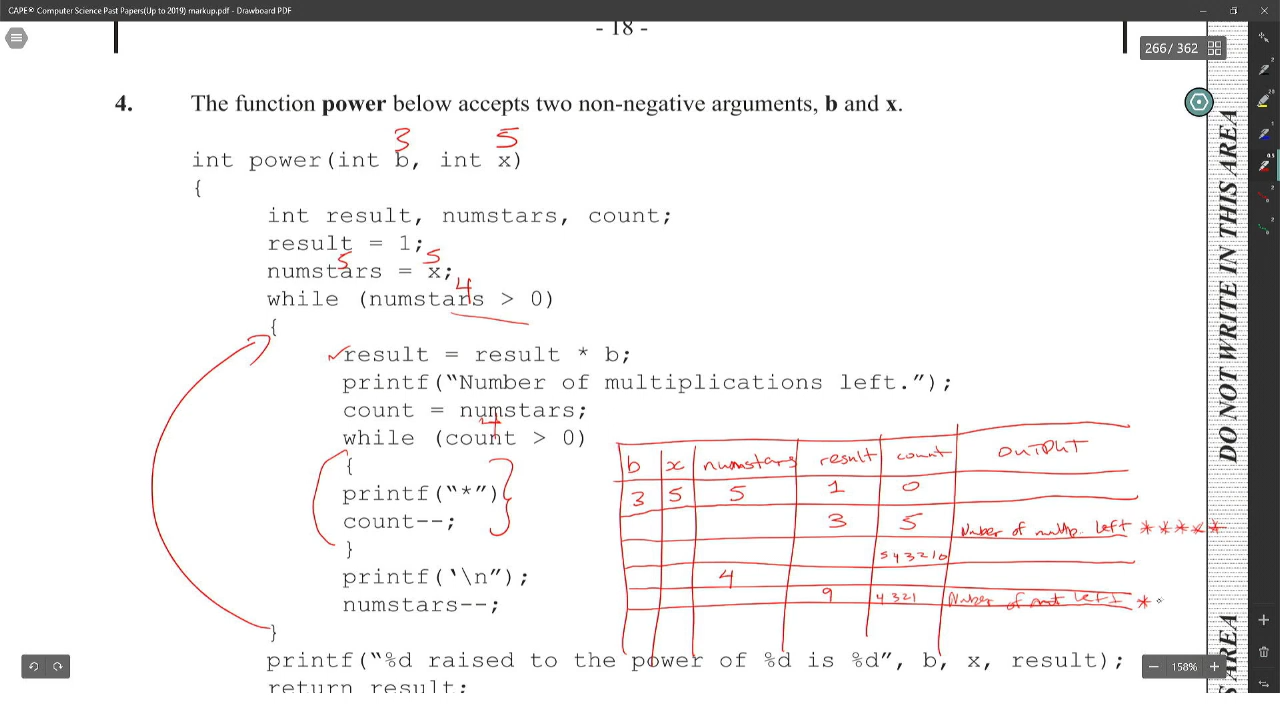 CAPE® Computer Science Past Papers(Up to 2019) markup.pdf - Drawboard PDF
- 18 -
266 / 362
4. The function power below accepts two non-negative arguments, b and x.
3 5
int power(int b, int x)
{
int result, numstars, count;
result = 1;
5 5
numstars = x;
4
while (numstars > 0)
{
result = result * b;
printf("Number of multiplications left.");
count = numstars;
4
while (count > 0)
{
printf("*")
count--;
}
printf("\n" ;
numstars--;
}
printf("%d raised to the power of %d is %d", b, x, result);
return result;
b x numstars result count OUTPUT
3 5 5 1 0
3 5 Number of multip. left * * * * *
5 4 3 2 1 0
4
9 4 3 2 1 Number of mult left *
DO NOT WRITE IN THIS AREA
S AREA
158%